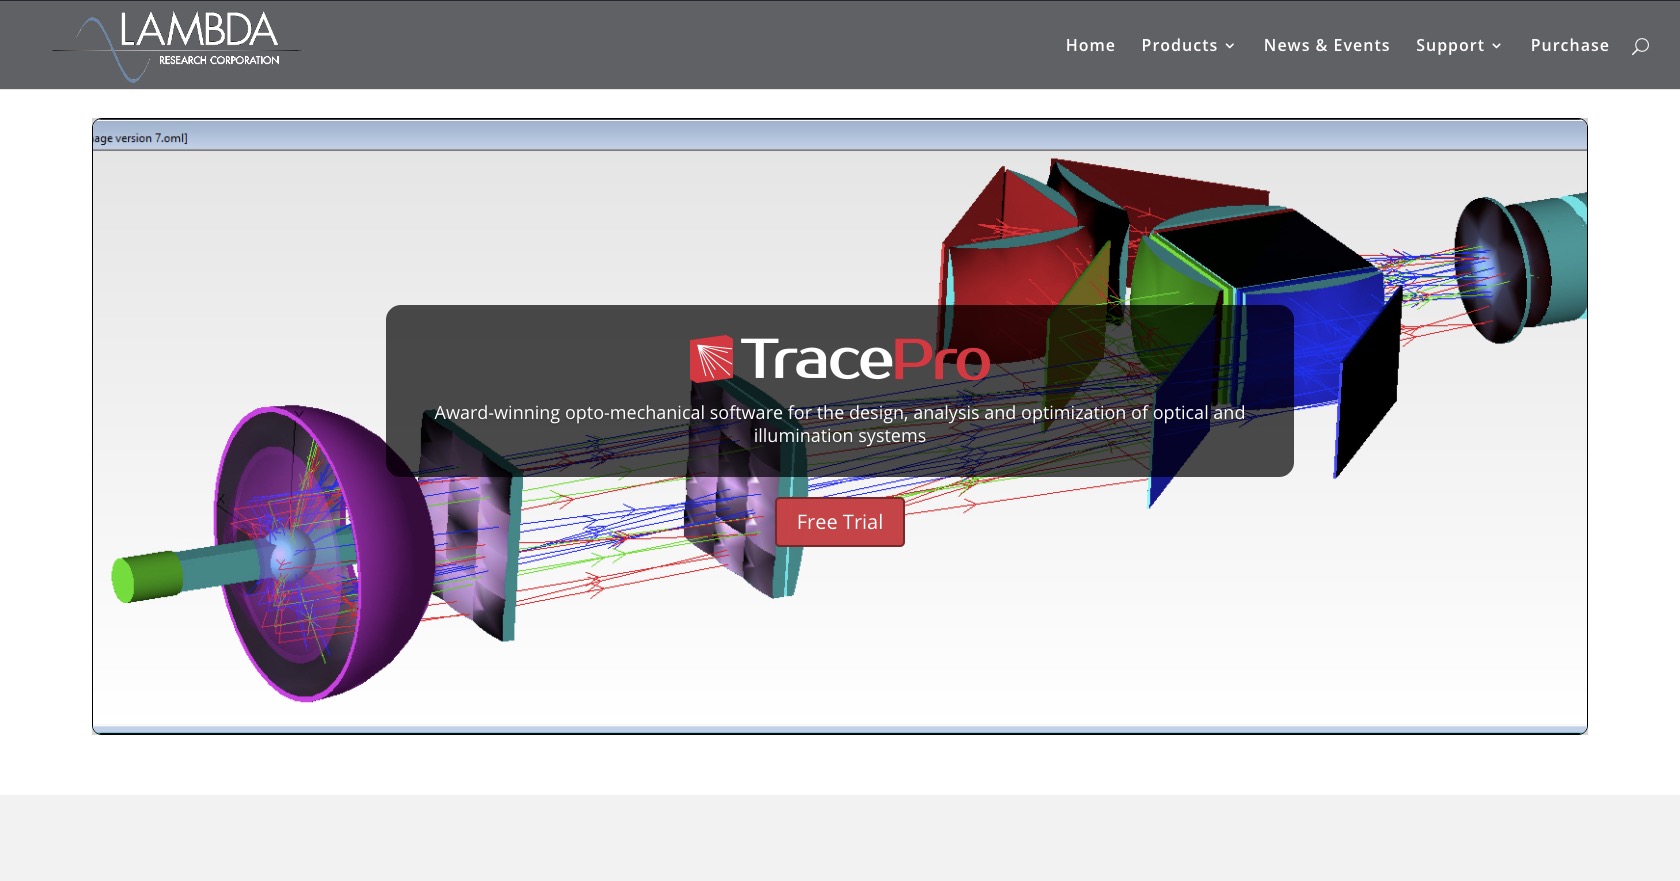 LAMBDA
RESEARCH CORPORATION
Home Products News & Events Support Purchase
age version 7.oml]
TracePro
Award-winning opto-mechanical software for the design, analysis and optimization of optical and
illumination systems
Free Trial